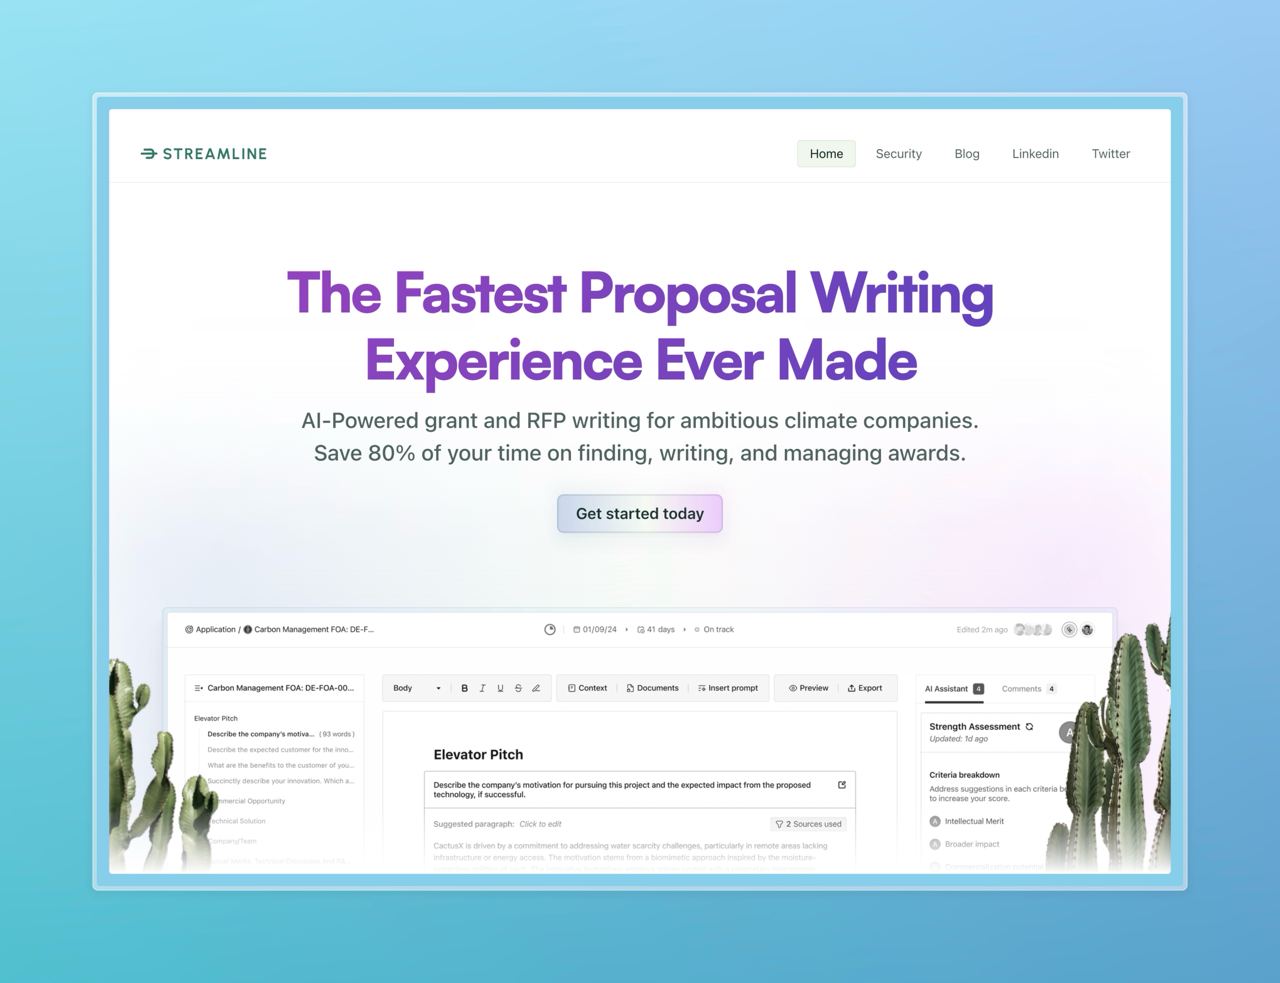 STREAMLINE
Home Security Blog Linkedin Twitter
The Fastest Proposal Writing
Experience Ever Made
AI-Powered grant and RFP writing for ambitious climate companies.
Save 80% of your time on finding, writing, and managing awards.
Get started today
Application / Carbon Management FOA: DE-F...
01/09/24 41 days On track
Edited 2m ago
Carbon Management FOA: DE-FOA-00...
Elevator Pitch
Describe the company's motiva... (93 words)
Describe the expected customer for the inno...
What are the benefits to the customer of you...
Succinctly describe your innovation. Which a...
mmercial Opportunity
echnical Solution
Company/Team
Body B I U S Context Documents Insert prompt Preview Export
Elevator Pitch
Describe the company's motivation for pursuing this project and the expected impact from the proposed
technology, if successful.
Suggested paragraph: Click to edit 2 Sources used
CactusX is driven by a commitment to addressing water scarcity challenges, particularly in remote areas lacking
infrastructure or energy access. The motivation stems from a biomimetic approach inspired by the moisture-
AI Assistant 4 Comments 4
Strength Assessment A
Updated: 1d ago
Criteria breakdown
Address suggestions in each criteria be
to increase your score.
A Intellectual Merit
A Broader impact
Commercialization potential